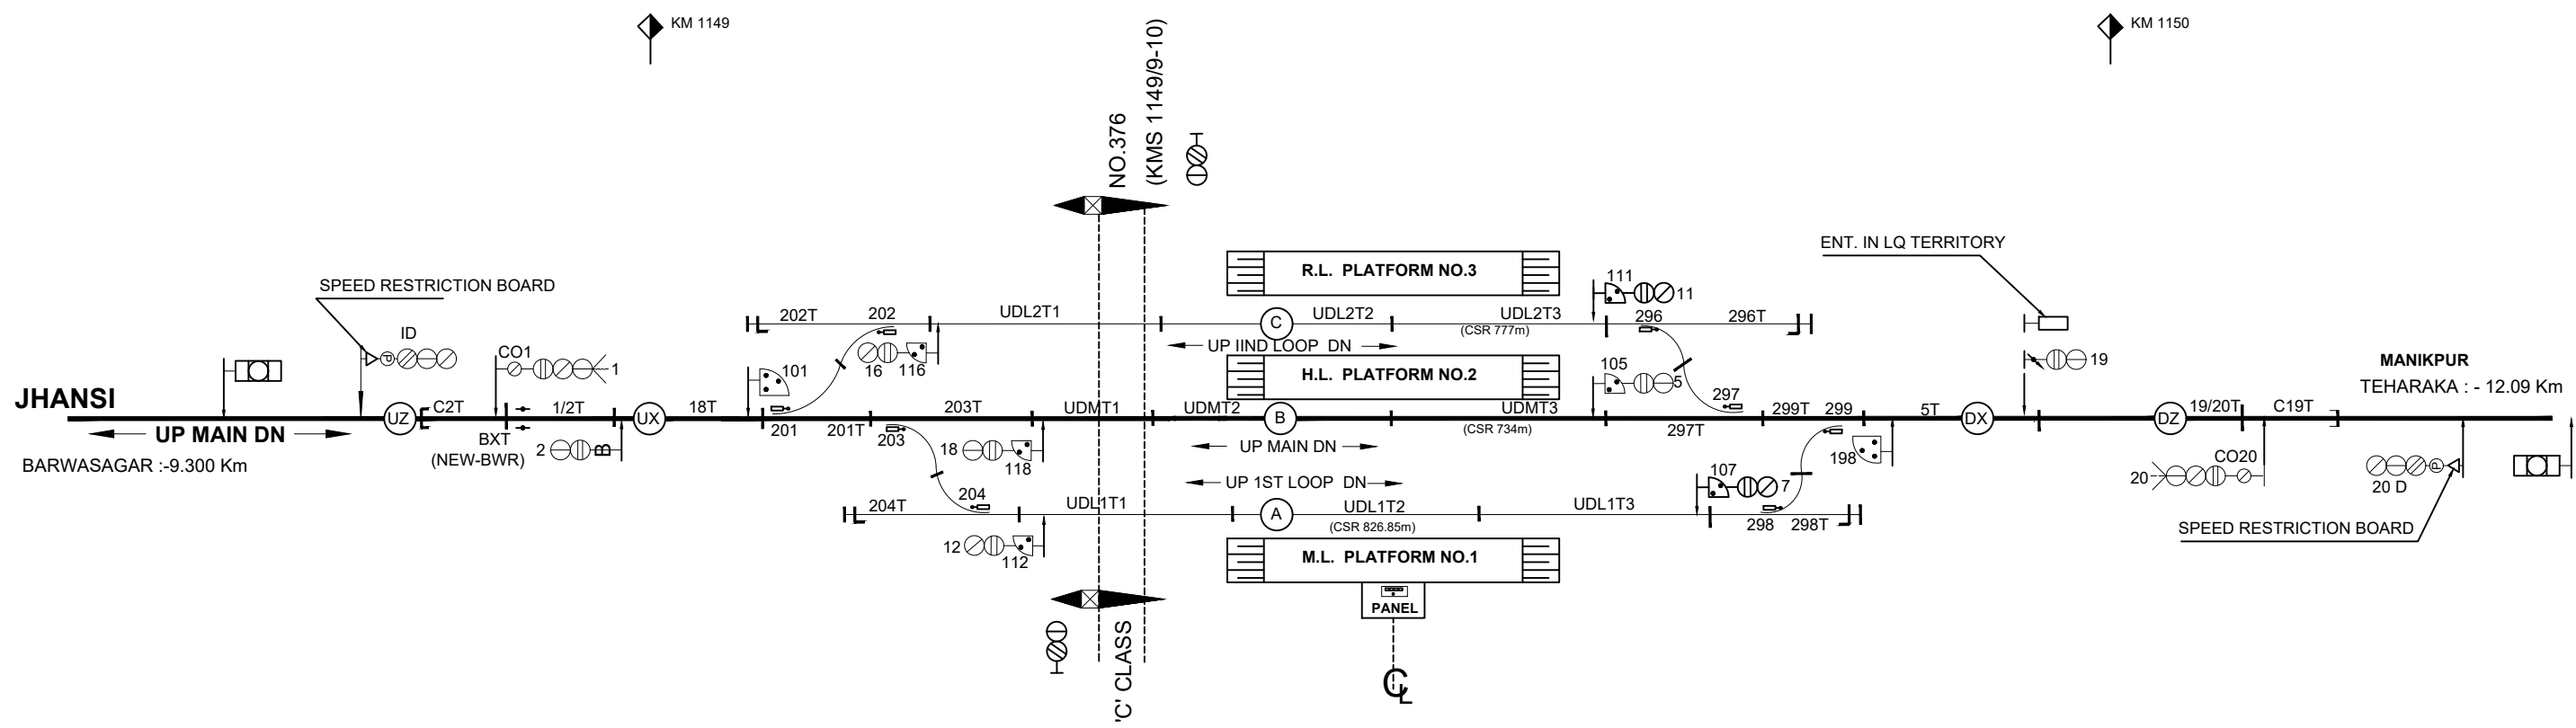 KM 1149
KM 1150
NO.376
(KMS 1149/9-10)
ENT. IN LQ TERRITORY
SPEED RESTRICTION BOARD
R.L. PLATFORM NO.3
111
11
202T
202
UDL2T1
C
UDL2T2
UDL2T3
296
296T
(CSR 777m)
ID
P
CO1
1
16
116
UP IIND LOOP DN
101
H.L. PLATFORM NO.2
105
5
19
MANIKPUR
TEHARAKA : - 12.09 Km
297
JHANSI
UZ
C2T
1/2T
UX
18T
203T
UDMT1
UDMT2
B
UDMT3
299T
299
5T
DX
DZ
19/20T
C19T
UP MAIN DN
BXT
(NEW-BWR)
201
201T
203
(CSR 734m)
297T
BARWASAGAR :-9.300 Km
2
B
18
118
UP MAIN DN
198
CO20
20
P
20 D
UP 1ST LOOP DN
107
7
204T
204
UDL1T1
A
UDL1T2
UDL1T3
(CSR 826.85m)
298
298T
SPEED RESTRICTION BOARD
12
112
M.L. PLATFORM NO.1
PANEL
'C' CLASS
CL